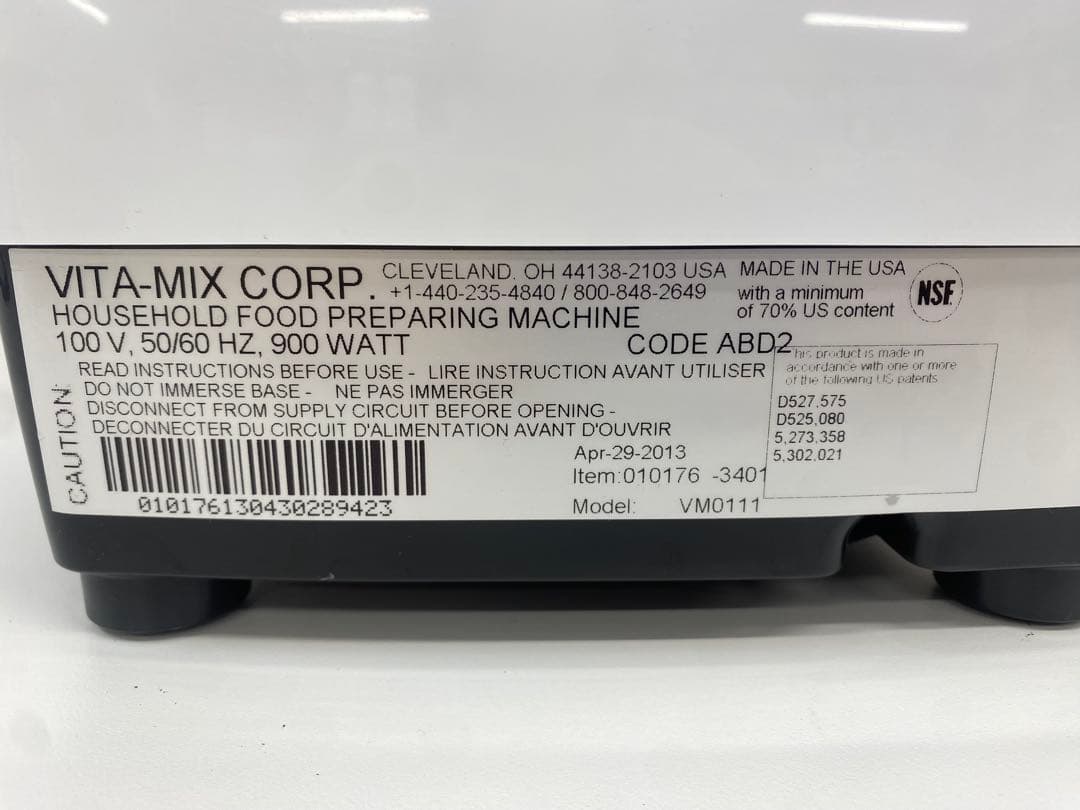 VITA-MIX CORP.
CLEVELAND, OH 44138-2103 USA
+1-440-235-4840 / 800-848-2649
MADE IN THE USA
with a minimum
of 70% US content
NSF
HOUSEHOLD FOOD PREPARING MACHINE
100 V, 50/60 HZ, 900 WATT
CODE ABD2
CAUTION:
READ INSTRUCTIONS BEFORE USE - LIRE INSTRUCTION AVANT UTILISER
DO NOT IMMERSE BASE - NE PAS IMMERGER
DISCONNECT FROM SUPPLY CIRCUIT BEFORE OPENING -
DECONNECTER DU CIRCUIT D'ALIMENTATION AVANT D'OUVRIR
This product is made in
accordance with one or more
of the following US patents
D527,575
D525,080
5,273,358
5,302,021
010176130430289423
Apr-29-2013
Item:010176 -3401
Model: VM0111